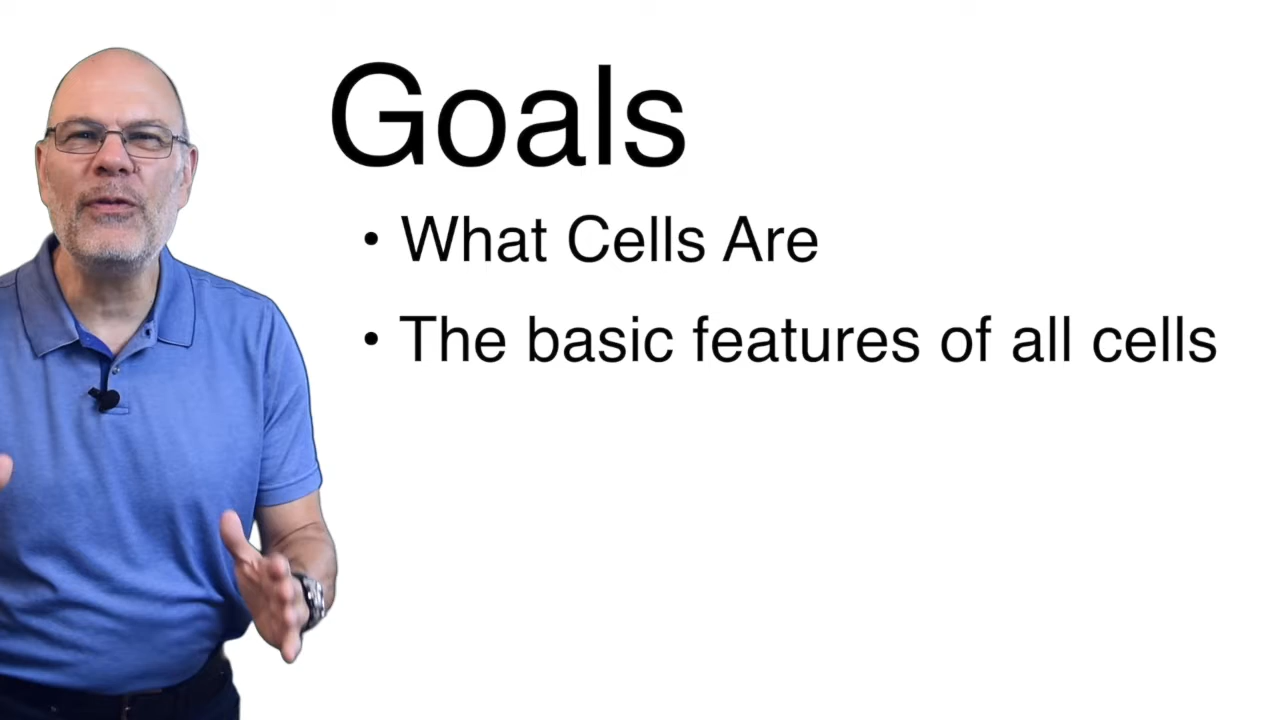 Goals
• What Cells Are
• The basic features of all cells